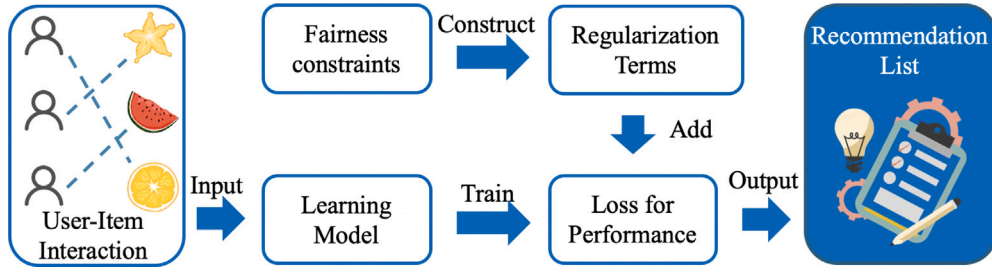 Fairness
constraints
Construct
Regularization
Terms
Recommendation
List
Add
User-Item
Interaction
Input
Learning
Model
Train
Loss for
Performance
Output